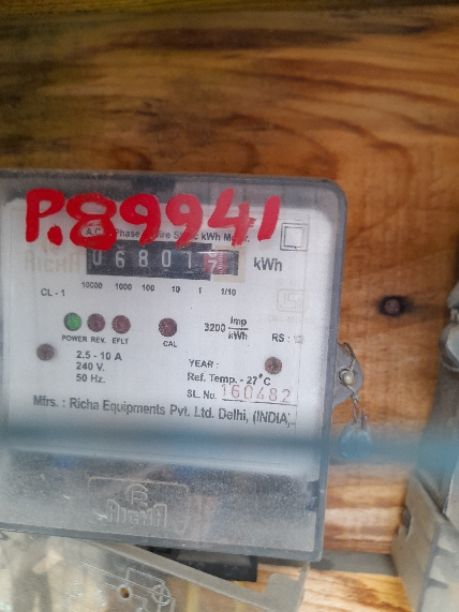 P.89941
kWh
068017
CL - 1
10000 1000 100 10 1 1/10
POWER REV. EFLT
CAL
3200 imp/kWh
RS :
2.5 - 10 A
240 V.
50 Hz.
YEAR :
Ref. Temp. - 27°C
SL. No. 160482
Mfrs. : Richa Equipments Pvt. Ltd. Delhi, (INDIA)